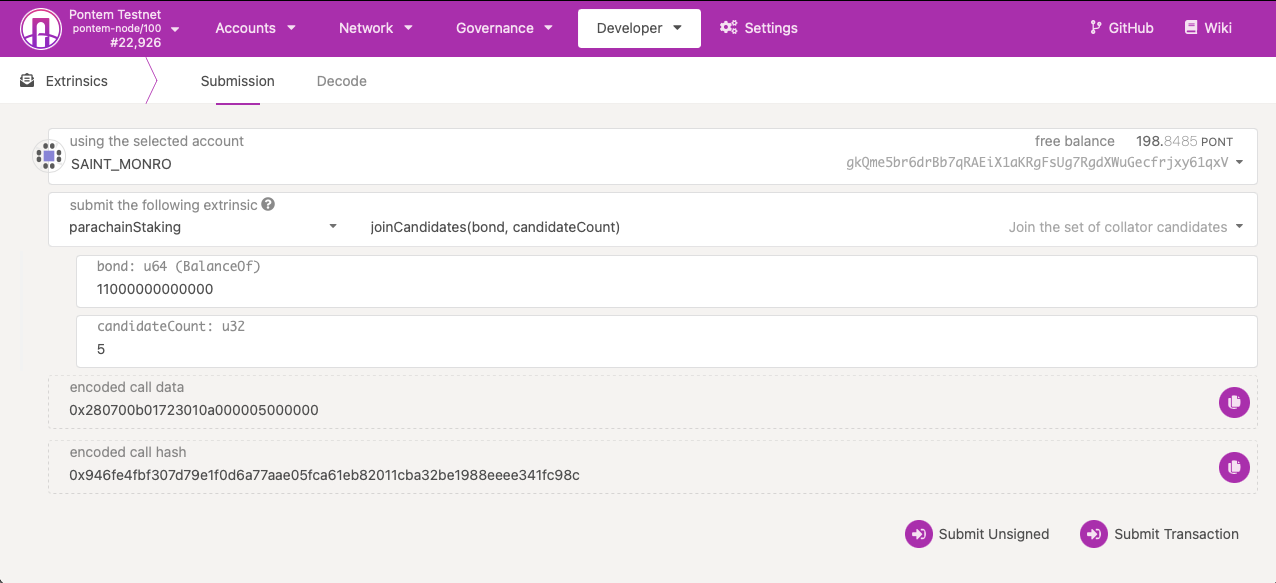 Pontem Testnet
pontem-node/100
#22,926
Accounts
Network
Governance
Developer
Settings
GitHub
Wiki
Extrinsics
Submission
Decode
using the selected account
free balance 198.8485 PONT
SAINT_MONRO
gkQme5br6drBb7qRAEiX1aKRgFsUg7RgdXWuGecfrjxy61qxV
submit the following extrinsic
parachainStaking
joinCandidates(bond, candidateCount)
Join the set of collator candidates
bond: u64 (BalanceOf)
11000000000000
candidateCount: u32
5
encoded call data
0x280700b01723010a000005000000
encoded call hash
0x946fe4fbf307d79e1f0d6a77aae05fca61eb82011cba32be1988eeee341fc98c
Submit Unsigned
Submit Transaction